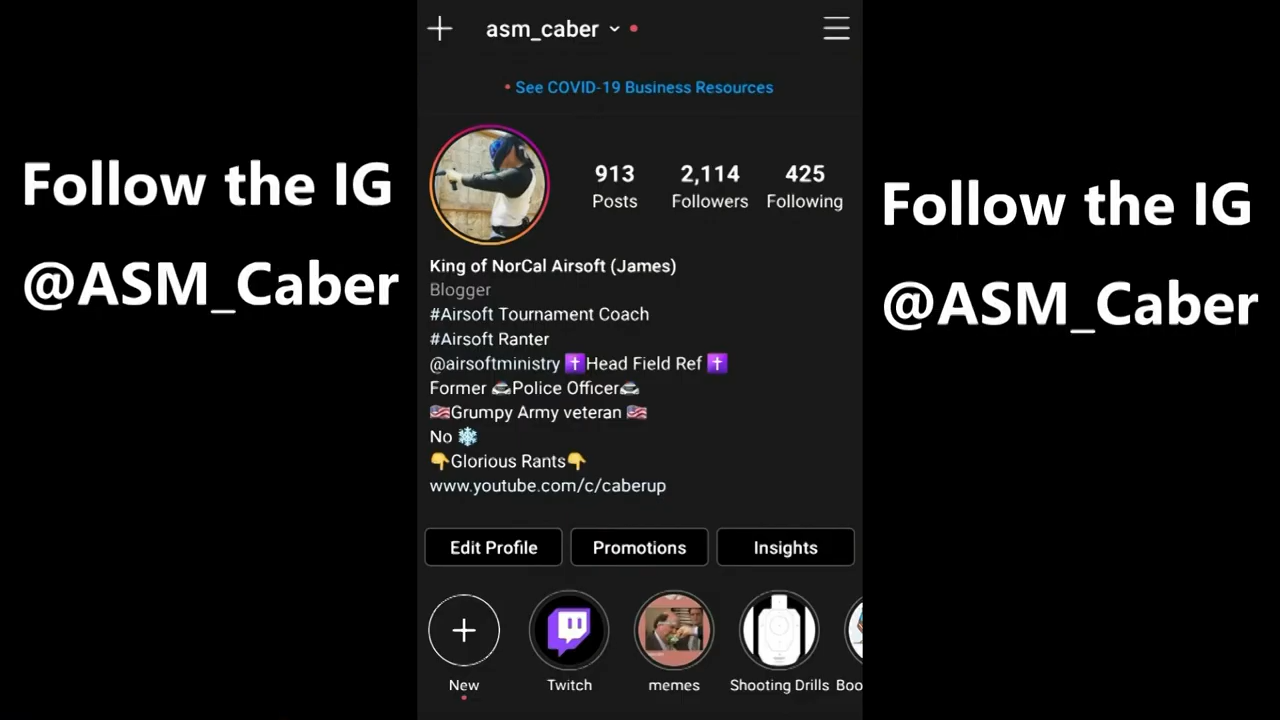 Follow the IG
@ASM_Caber
asm_caber
See COVID-19 Business Resources
913 2,114 425
Posts Followers Following
King of NorCal Airsoft (James)
Blogger
#Airsoft Tournament Coach
#Airsoft Ranter
@airsoftministry ✝️Head Field Ref ✝️
Former 🚔Police Officer🚔
🇺🇸Grumpy Army veteran 🇺🇸
No ❄️
👇Glorious Rants👇
www.youtube.com/c/caberup
Edit Profile Promotions Insights
New Twitch memes Shooting Drills Boo
Follow the IG
@ASM_Caber